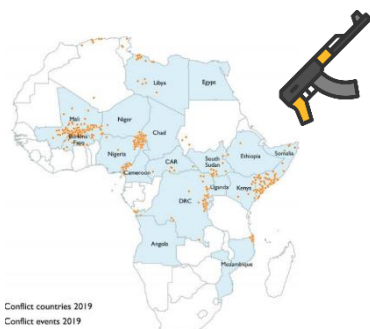 Libya
Egypt
Mali
Niger
Chad
Burkina
Faso
Nigeria
Cameroon
CAR
South
Sudan
Ethiopia
Somalia
Uganda
Kenya
DRC
Angola
Mozambique
Conflict countries 2019
Conflict events 2019